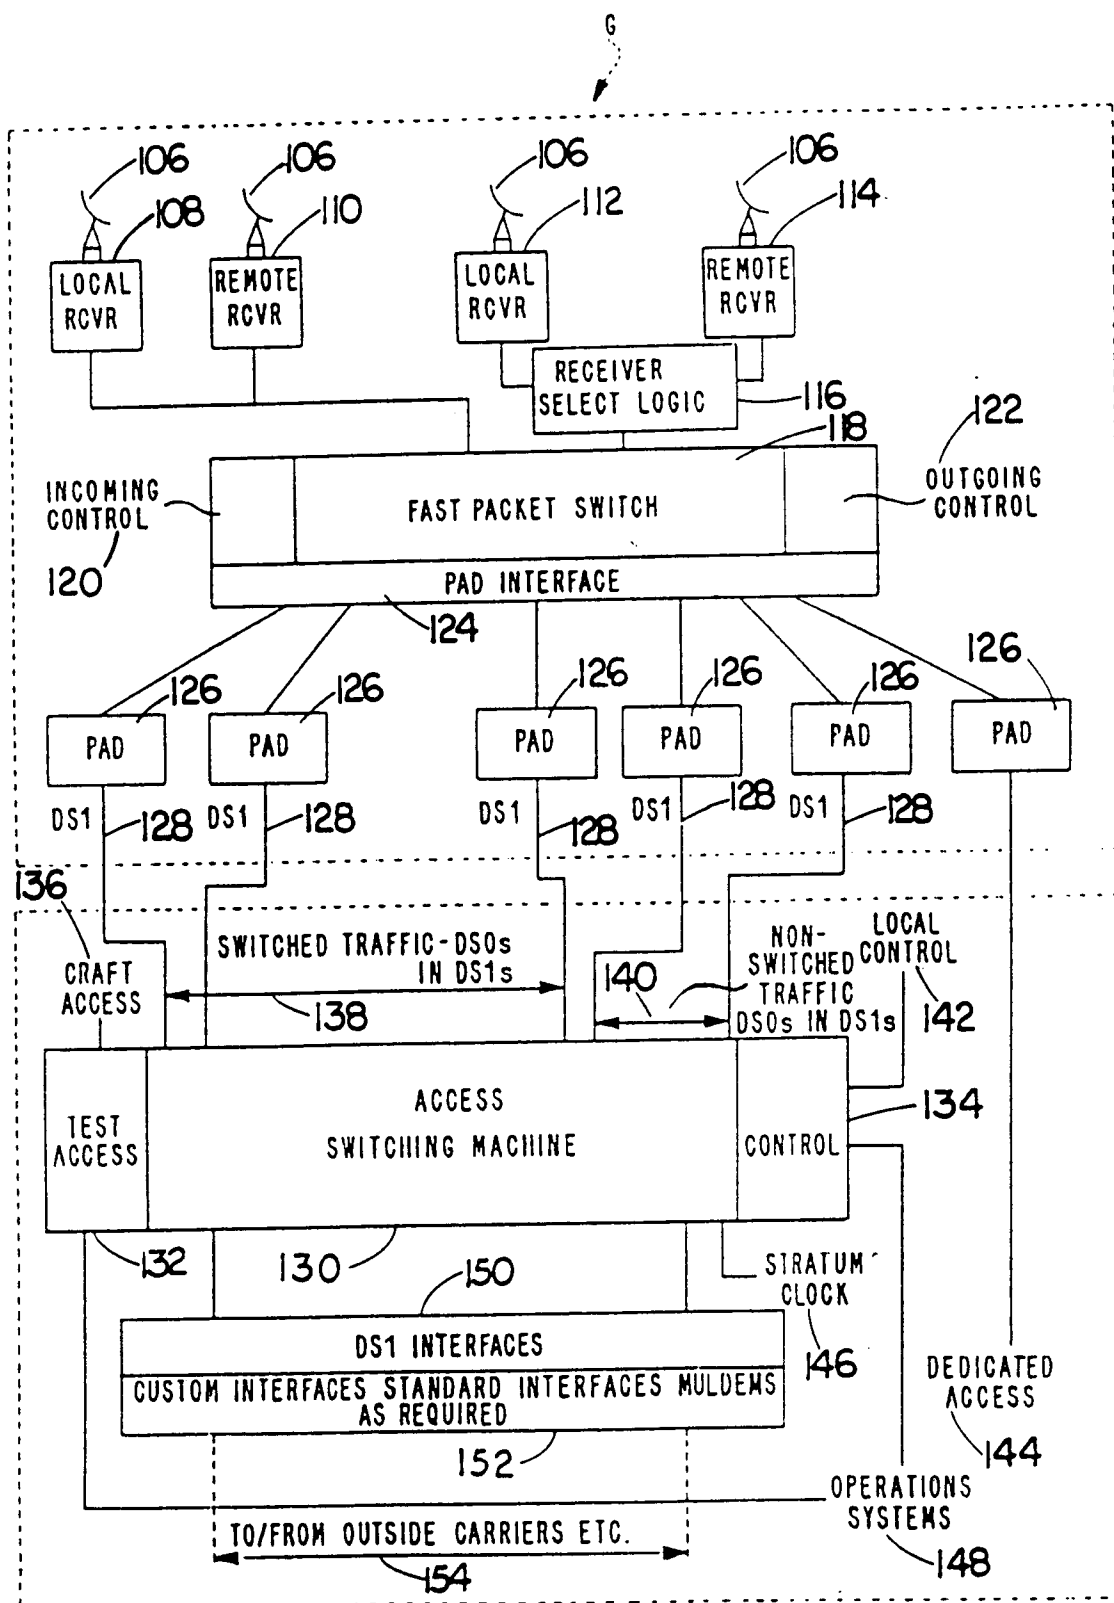 G
106
106
106
106
108
110
112
114
LOCAL
RCVR
REMOTE
RCVR
LOCAL
RCVR
REMOTE
RCVR
RECEIVER
SELECT LOGIC
116
118
122
INCOMING
CONTROL
120
FAST PACKET SWITCH
OUTGOING
CONTROL
PAD INTERFACE
124
126
126
126
126
126
126
PAD
PAD
PAD
PAD
PAD
PAD
DS1
128
DS1
128
DS1
128
DS1
128
DS1
128
136
CRAFT
ACCESS
SWITCHED TRAFFIC-DSOs
IN DS1s
138
140
NON-
SWITCHED
TRAFFIC
DSOs IN DS1s
LOCAL
CONTROL
142
TEST
ACCESS
ACCESS
SWITCHING MACHINE
CONTROL
134
132
130
150
STRATUM
CLOCK
146
DS1 INTERFACES
CUSTOM INTERFACES STANDARD INTERFACES MULDEMS
AS REQUIRED
152
DEDICATED
ACCESS
144
OPERATIONS
SYSTEMS
148
TO/FROM OUTSIDE CARRIERS ETC.
154